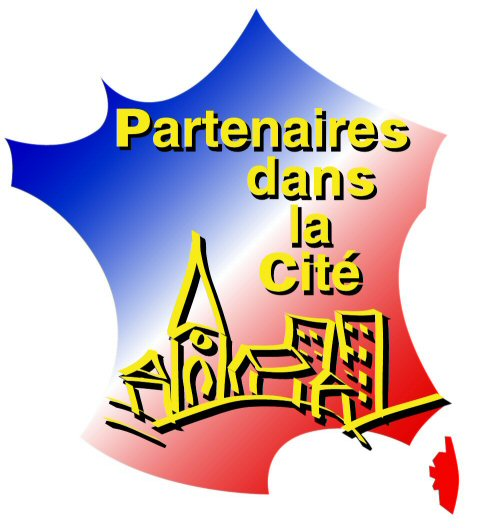 Partenaires
dans
la
Cité